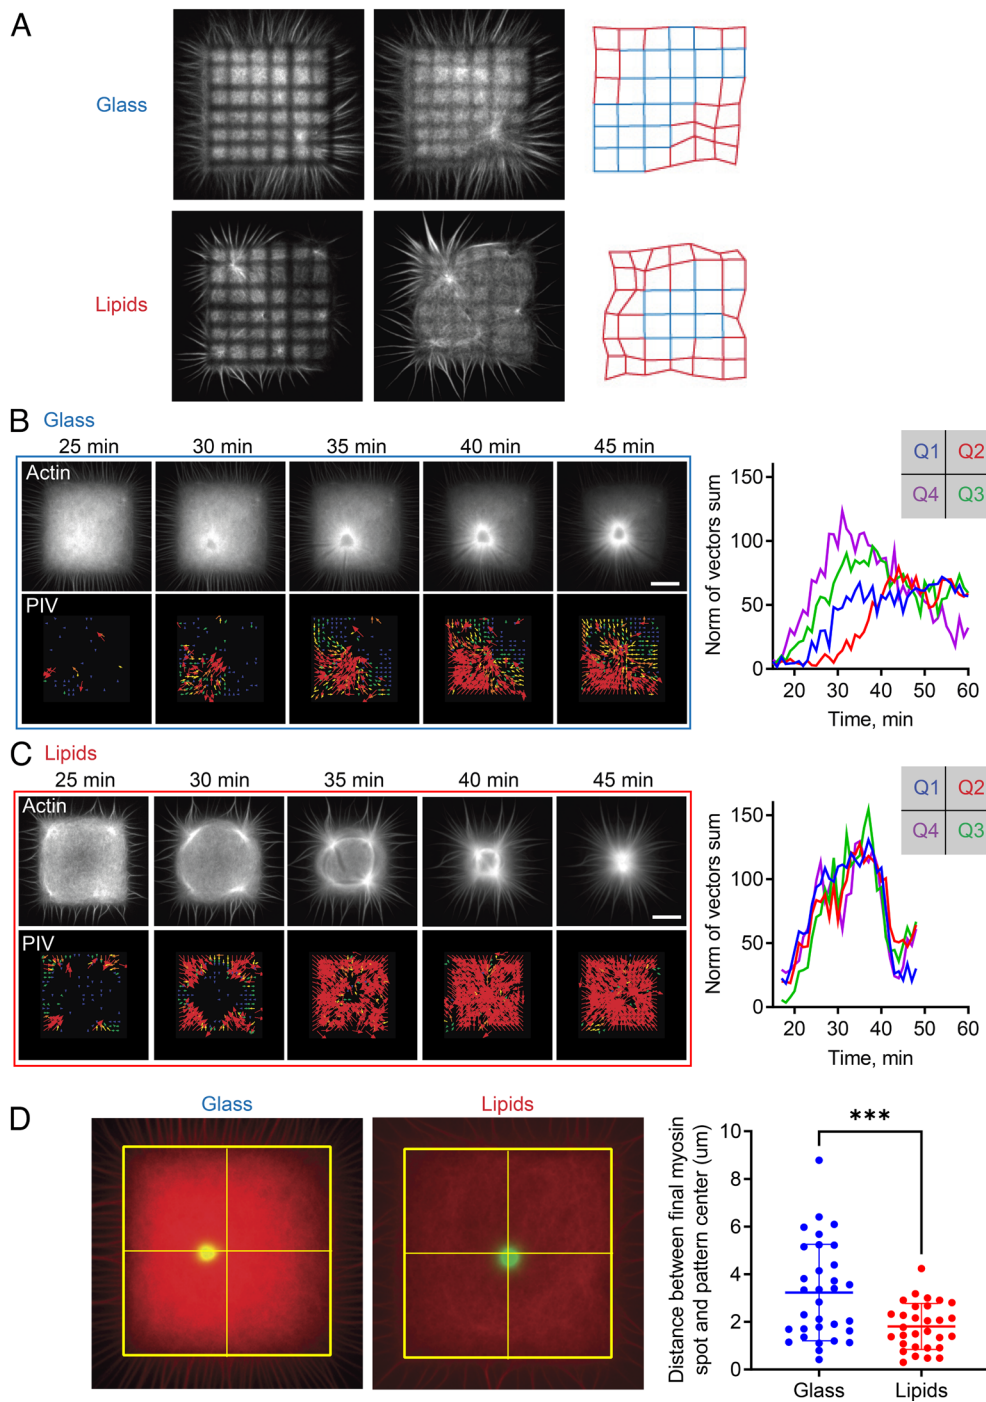 A
Glass
Lipids
B Glass
25 min 30 min 35 min 40 min 45 min
Actin
PIV
Norm of vectors sum
150
100
50
0
20 30 40 50 60
Time, min
Q1 Q2
Q4 Q3
C Lipids
25 min 30 min 35 min 40 min 45 min
Actin
PIV
Norm of vectors sum
150
100
50
0
20 30 40 50 60
Time, min
Q1 Q2
Q4 Q3
D
Glass
Lipids
Distance between final myosin
spot and pattern center (um)
10
8
6
4
2
0
***
Glass Lipids